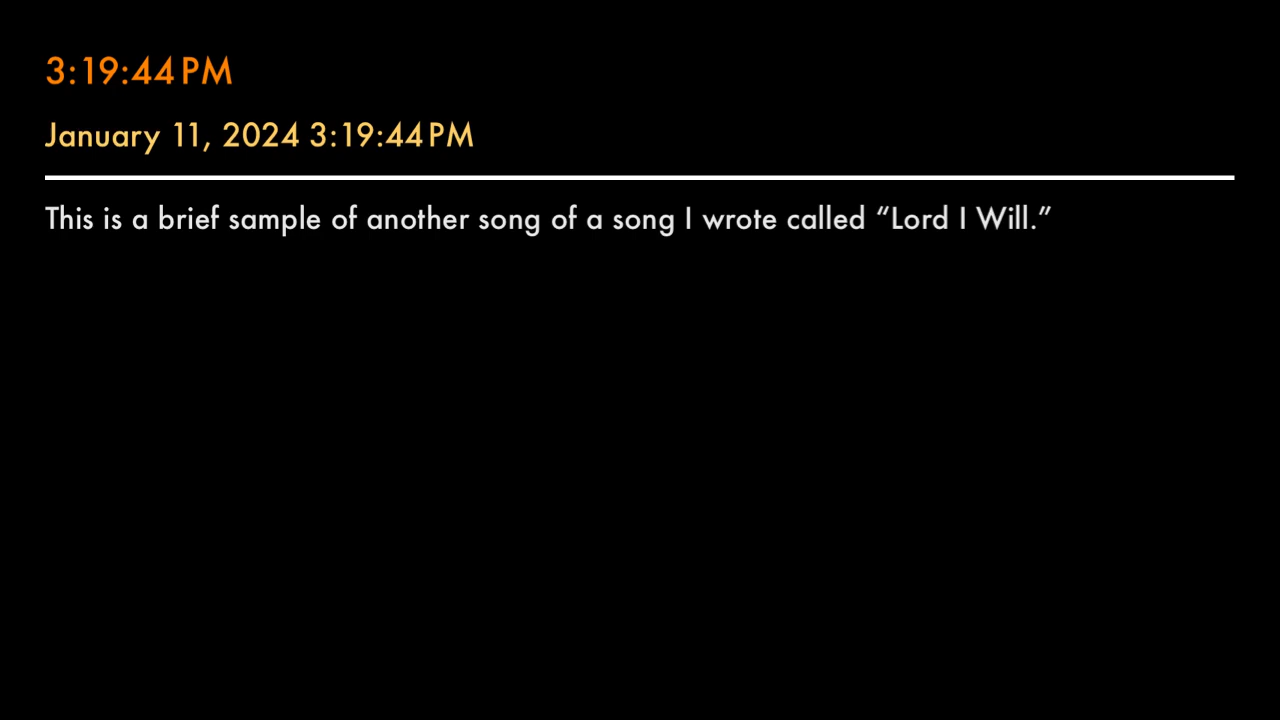 3:19:44 PM
January 11, 2024 3:19:44 PM
This is a brief sample of another song of a song I wrote called “Lord I Will.”